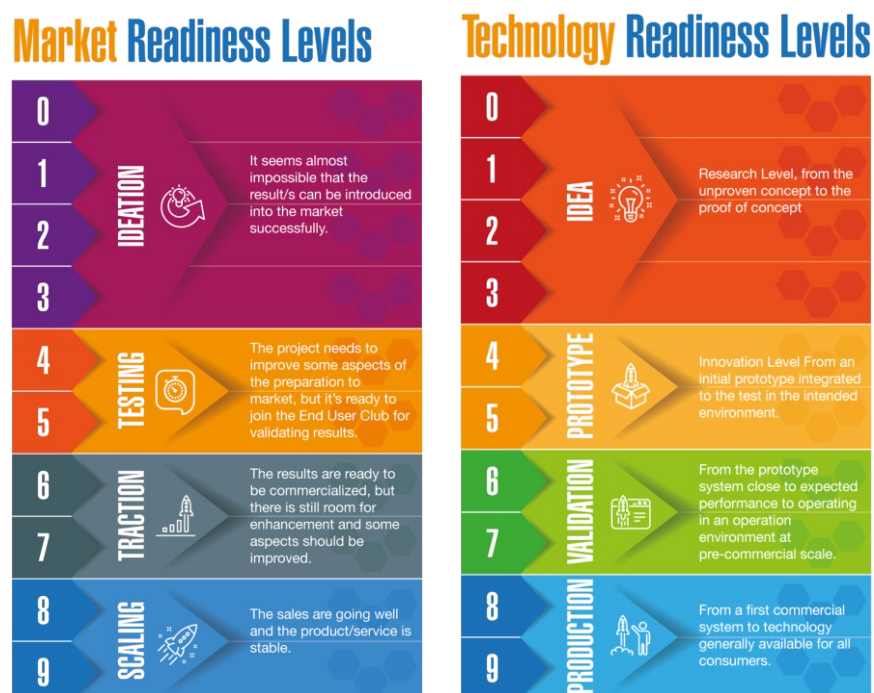 Market Readiness Levels
0
1
2
3
IDEATION
It seems almost
impossible that the
result/s can be introduced
into the market
successfully.
4
5
TESTING
The project needs to
improve some aspects of
the preparation to
market, but it's ready to
join the End User Club for
validating results.
6
7
TRACTION
The results are ready to
be commercialized, but
there is still room for
enhancement and some
aspects should be
improved.
8
9
SCALING
The sales are going well
and the product/service is
stable.
Technology Readiness Levels
0
1
2
3
IDEA
Research Level, from the
unproven concept to the
proof of concept
4
5
PROTOTYPE
Innovation Level From an
initial prototype integrated
to the test in the intended
environment.
6
7
VALIDATION
From the prototype
system close to expected
performance to operating
in an operation
environment at
pre-commercial scale.
8
9
PRODUCTION
From a first commercial
system to technology
generally available for all
consumers.